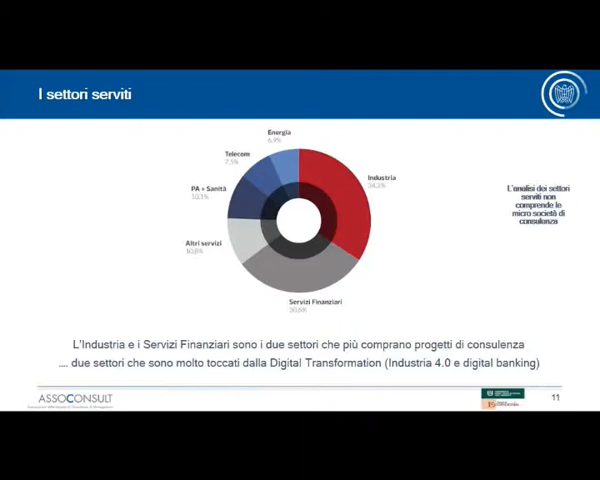 I settori serviti
Energia
6,9%
Telecom
7,5%
Industria
34,2%
PA + Sanità
10,1%
L'analisi dei settori
serviti non
comprende le
micro società di
consulenza
Altri servizi
10,8%
Servizi Finanziari
30,6%
L'Industria e i Servizi Finanziari sono i due settori che più comprano progetti di consulenza
.... due settori che sono molto toccati dalla Digital Transformation (Industria 4.0 e digital banking)
ASSOCONSULT
11